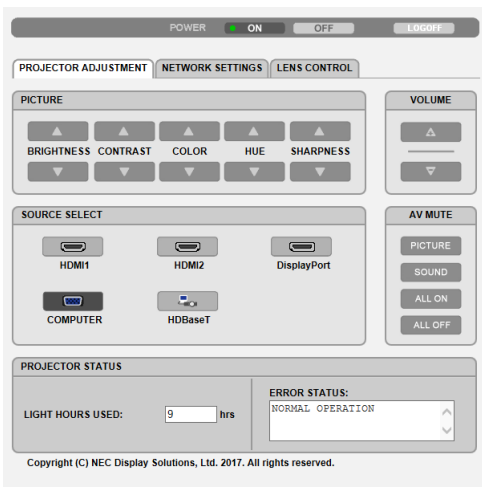 POWER ON OFF LOGOFF
PROJECTOR ADJUSTMENT NETWORK SETTINGS LENS CONTROL
PICTURE
BRIGHTNESS CONTRAST COLOR HUE SHARPNESS
VOLUME
SOURCE SELECT
HDMI1 HDMI2 DisplayPort
COMPUTER HDBaseT
AV MUTE
PICTURE
SOUND
ALL ON
ALL OFF
PROJECTOR STATUS
LIGHT HOURS USED: 9 hrs
ERROR STATUS:
NORMAL OPERATION
Copyright (C) NEC Display Solutions, Ltd. 2017. All rights reserved.